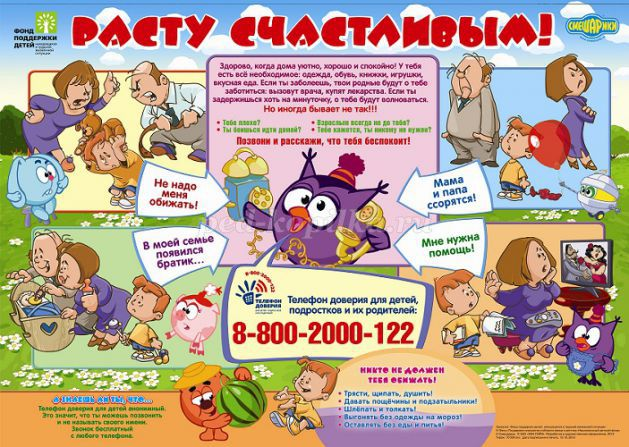 ФОНД
ПОДДЕРЖКИ
ДЕТЕЙ,
НАХОДЯЩИХСЯ
В ТРУДНОЙ
ЖИЗНЕННОЙ
СИТУАЦИИ
РАСТУ СЧАСТЛИВЫМ!
СМЕШАРИКИ
Здорово, когда дома уютно, хорошо и спокойно! У тебя
есть всё необходимое: одежда, обувь, книжки, игрушки,
вкусная еда. Если ты заболеешь, твои родные будут о тебе
заботиться: вызовут врача, купят лекарства. Если ты
задержишься хоть на минуточку, о тебе будут волноваться.
Но иногда бывает не так!!!
• Тебе плохо?
• Взрослым всегда не до тебя?
• Ты боишься идти домой?
• Тебе кажется, ты никому не нужен?
Позвони и расскажи, что тебя беспокоит!
Не надо
меня
обижать!
Мама
и папа
ссорятся!
В моей семье
появился
братик...
Мне нужна
помощь!
8-800-2000-122
ТЕЛЕФОН
ДОВЕРИЯ
Телефон доверия для детей,
подростков и их родителей:
8-800-2000-122
А ЗНАЕШЬ ЛИ ТЫ, ЧТО...
Телефон доверия для детей анонимный.
Это значит, что ты можешь позвонить
и не называть своего имени.
Звонок бесплатный
с любого телефона.
НИКТО НЕ ДОЛЖЕН
ТЕБЯ ОБИЖАТЬ!
• Трясти, щипать, душить!
• Давать пощёчины и подзатыльники!
• Шлёпать и толкать!
• Выгонять без одежды на мороз!
• Оставлять без еды и питья!